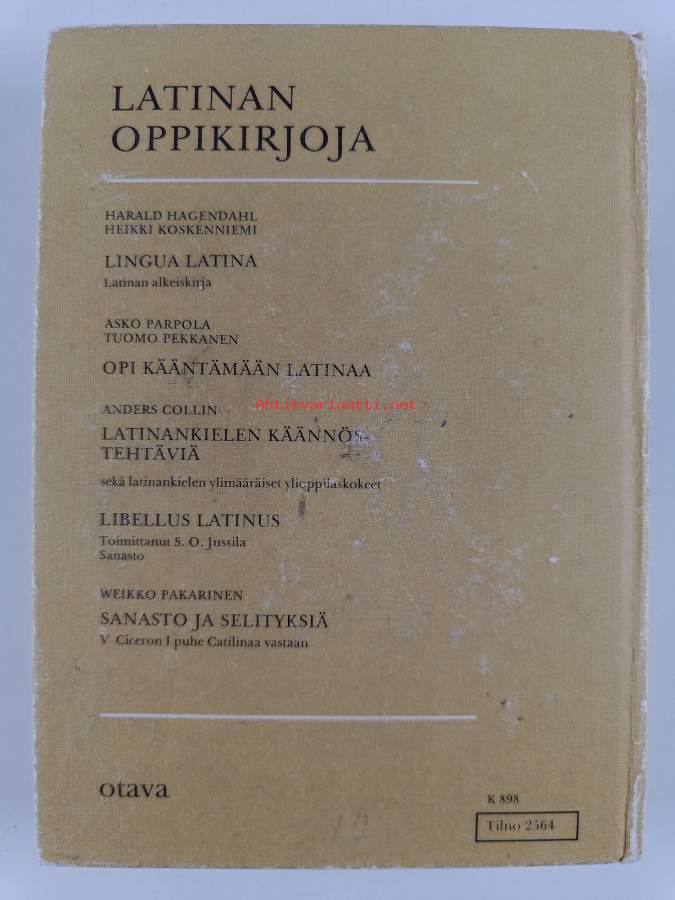 LATINAN
OPPIKIRJOJA
HARALD HAGENDAHL
HEIKKI KOSKENNIEMI
LINGUA LATINA
Latinan alkeiskirja
ASKO PARPOLA
TUOMO PEKKANEN
OPI KÄÄNTÄMÄÄN LATINAA
Antikvariaatti.net
ANDERS COLLIN
LATINANKIELEN KÄÄNNÖS-
TEHTÄVIÄ
sekä latinankielen ylimääräiset ylioppilaskokeet
LIBELLUS LATINUS
Toimittanut S. O. Jussila
Sanasto
WEIKKO PAKARINEN
SANASTO JA SELITYKSIÄ
V Ciceron I puhe Catilinaa vastaan
otava
K 898
Tilno 2564